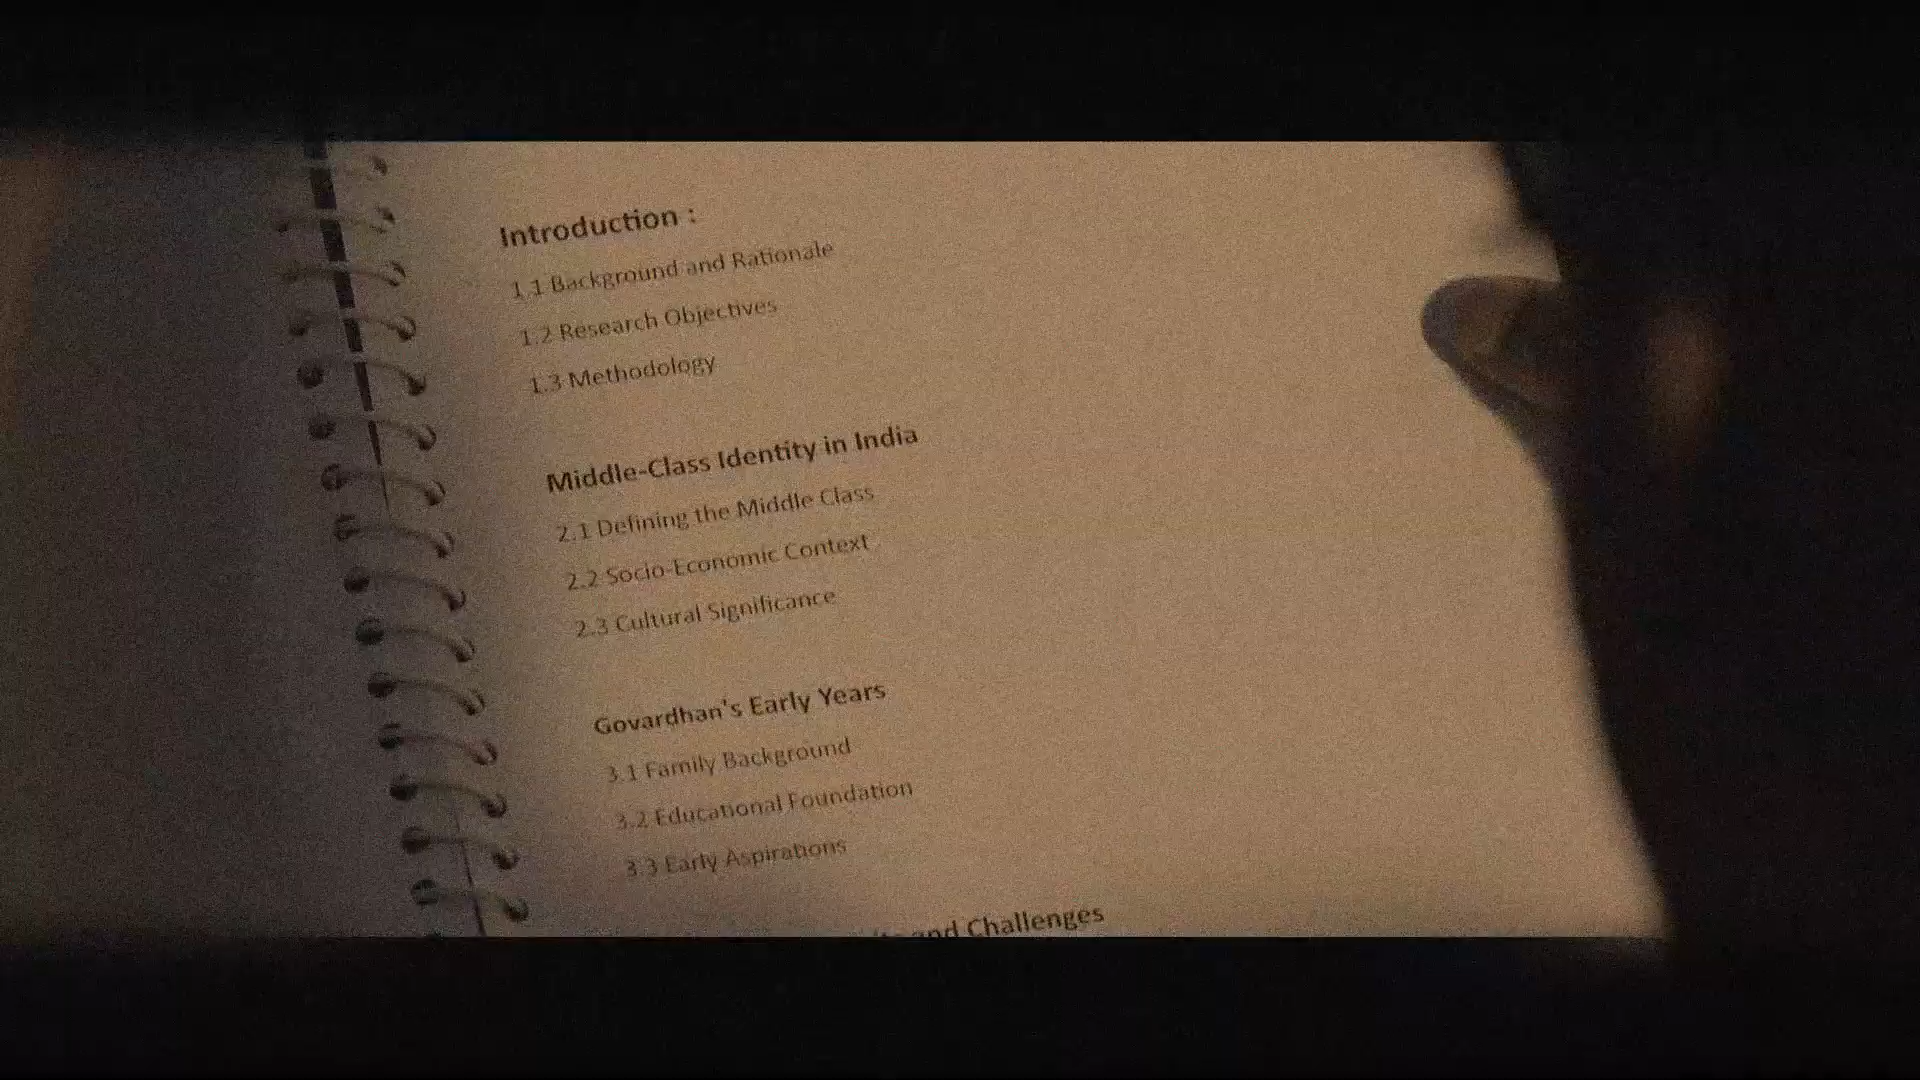 Introduction :
1.1 Background and Rationale
1.2 Research Objectives
1.3 Methodology
Middle-Class Identity in India
2.1 Defining the Middle Class
2.2 Socio-Economic Context
2.3 Cultural Significance
Govardhan's Early Years
3.1 Family Background
3.2 Educational Foundation
3.3 Early Aspirations
and Challenges